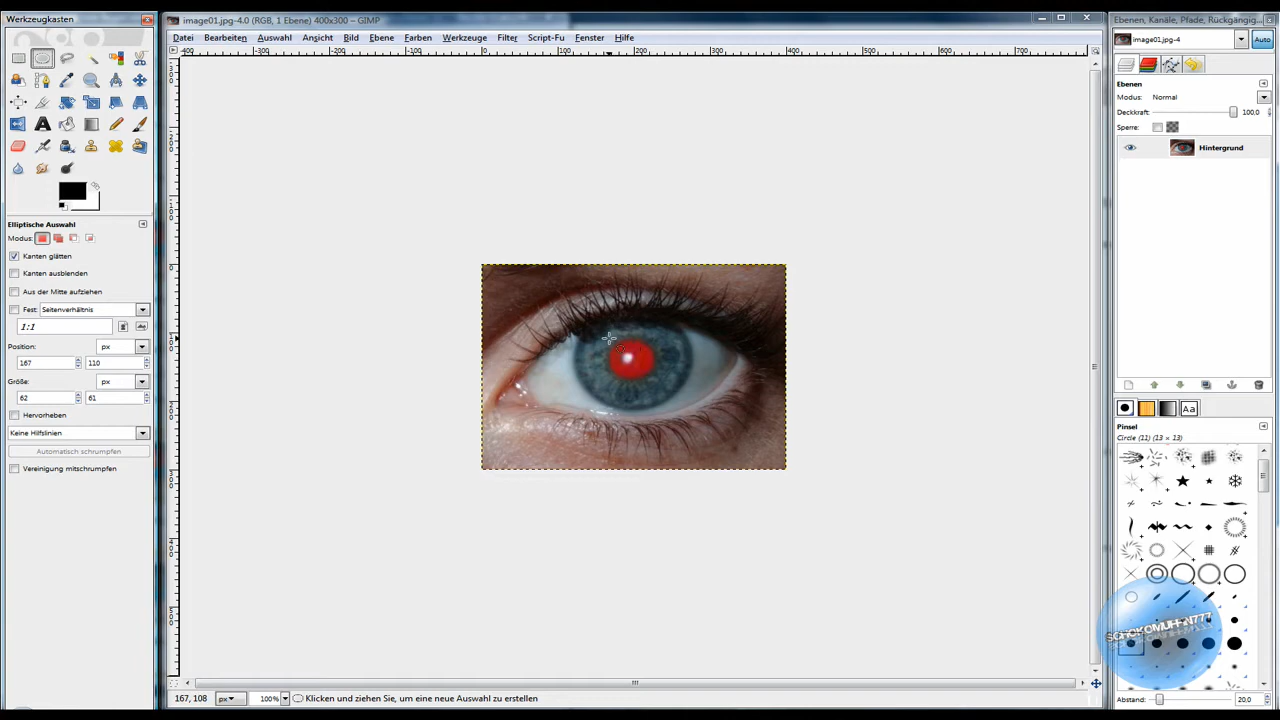 Werkzeugkasten
image01.jpg-4.0 (RGB, 1 Ebene) 400x300 – GIMP
Ebenen, Kanäle, Pfade, Rückgängig...
Datei Bearbeiten Auswahl Ansicht Bild Ebene Farben Werkzeuge Filter Script-Fu Fenster Hilfe
image01.jpg-4
Auto
Ebenen
Modus: Normal
Deckkraft: 100,0
Sperre:
Hintergrund
Elliptische Auswahl
Modus:
Kanten glätten
Kanten ausblenden
Aus der Mitte aufziehen
Fest: Seitenverhältnis
1:1
Position: px
167 110
Größe: px
62 61
Hervorheben
Keine Hilfslinien
Automatisch schrumpfen
Vereinigung mitschrumpfen
Pinsel
Circle (11) (13 × 13)
SCHOKOMUFFIN777
Abstand: 20,0
167, 108 px 100% Klicken und ziehen Sie, um eine neue Auswahl zu erstellen